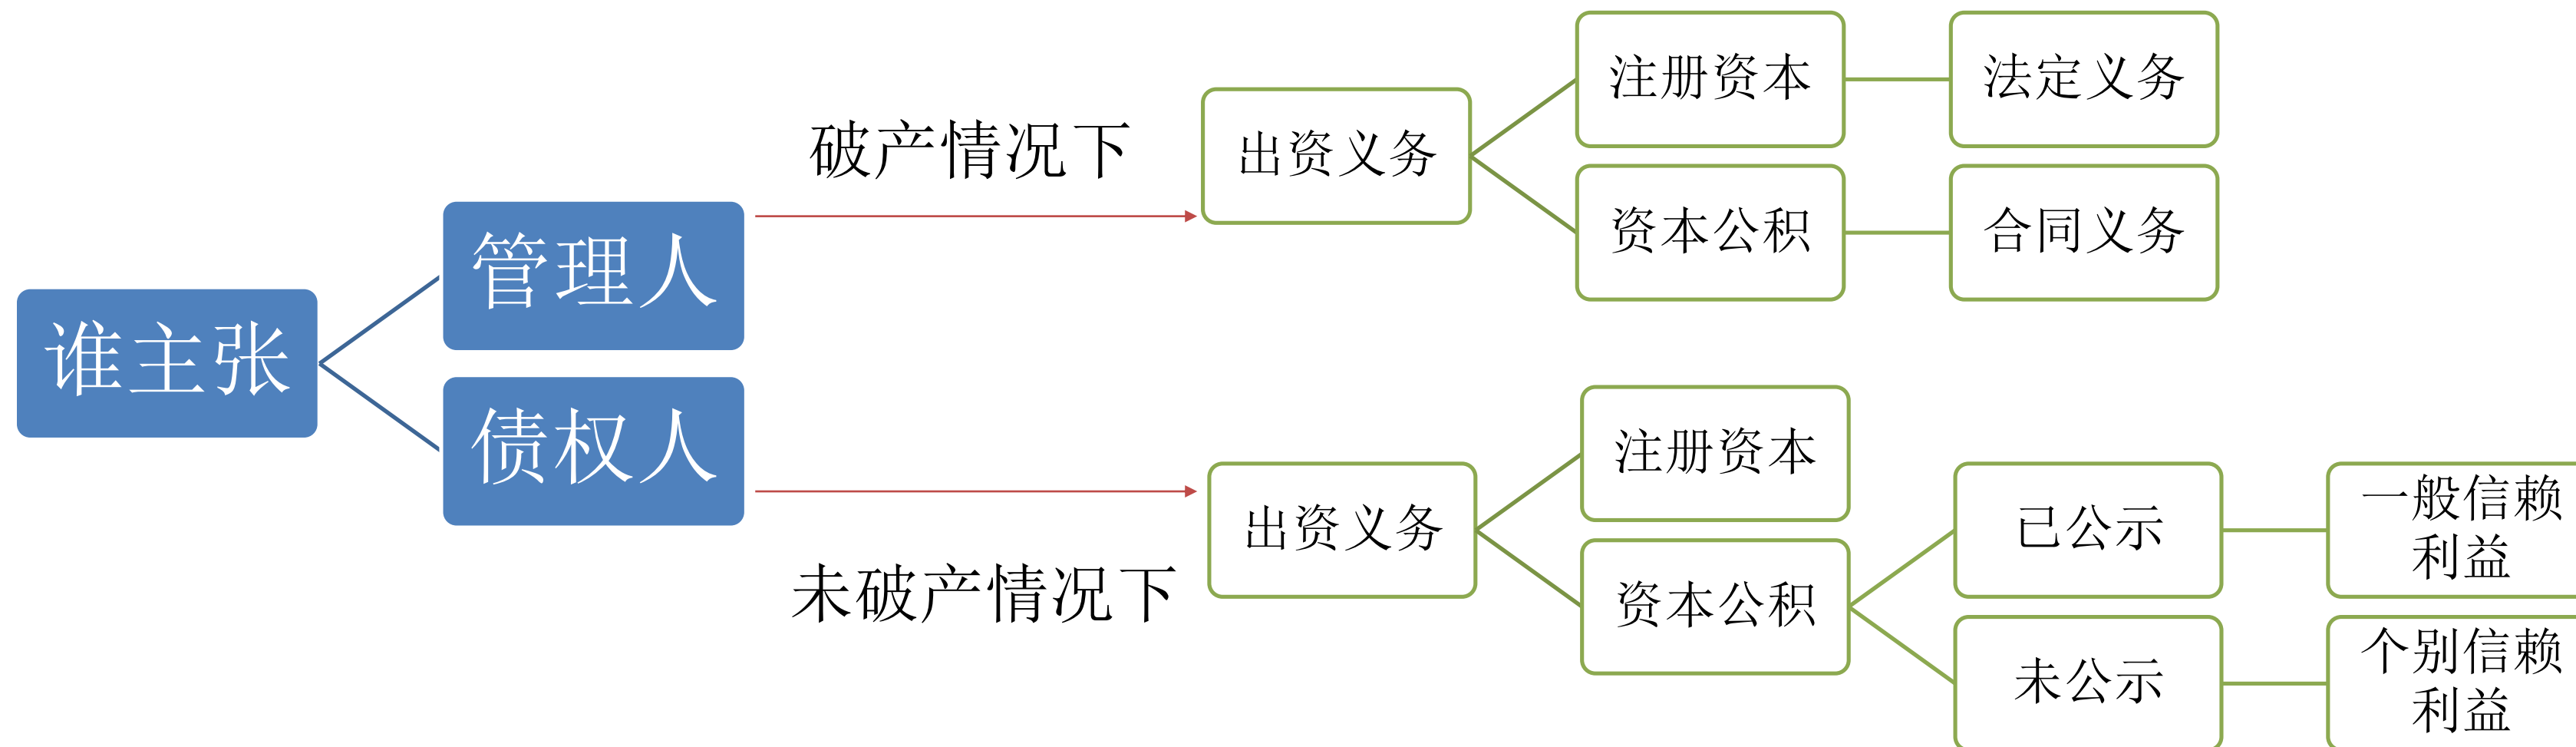 谁主张
管理人
债权人
破产情况下
出资义务
注册资本
法定义务
资本公积
合同义务
未破产情况下
出资义务
注册资本
资本公积
已公示
一般信赖
利益
未公示
个别信赖
利益